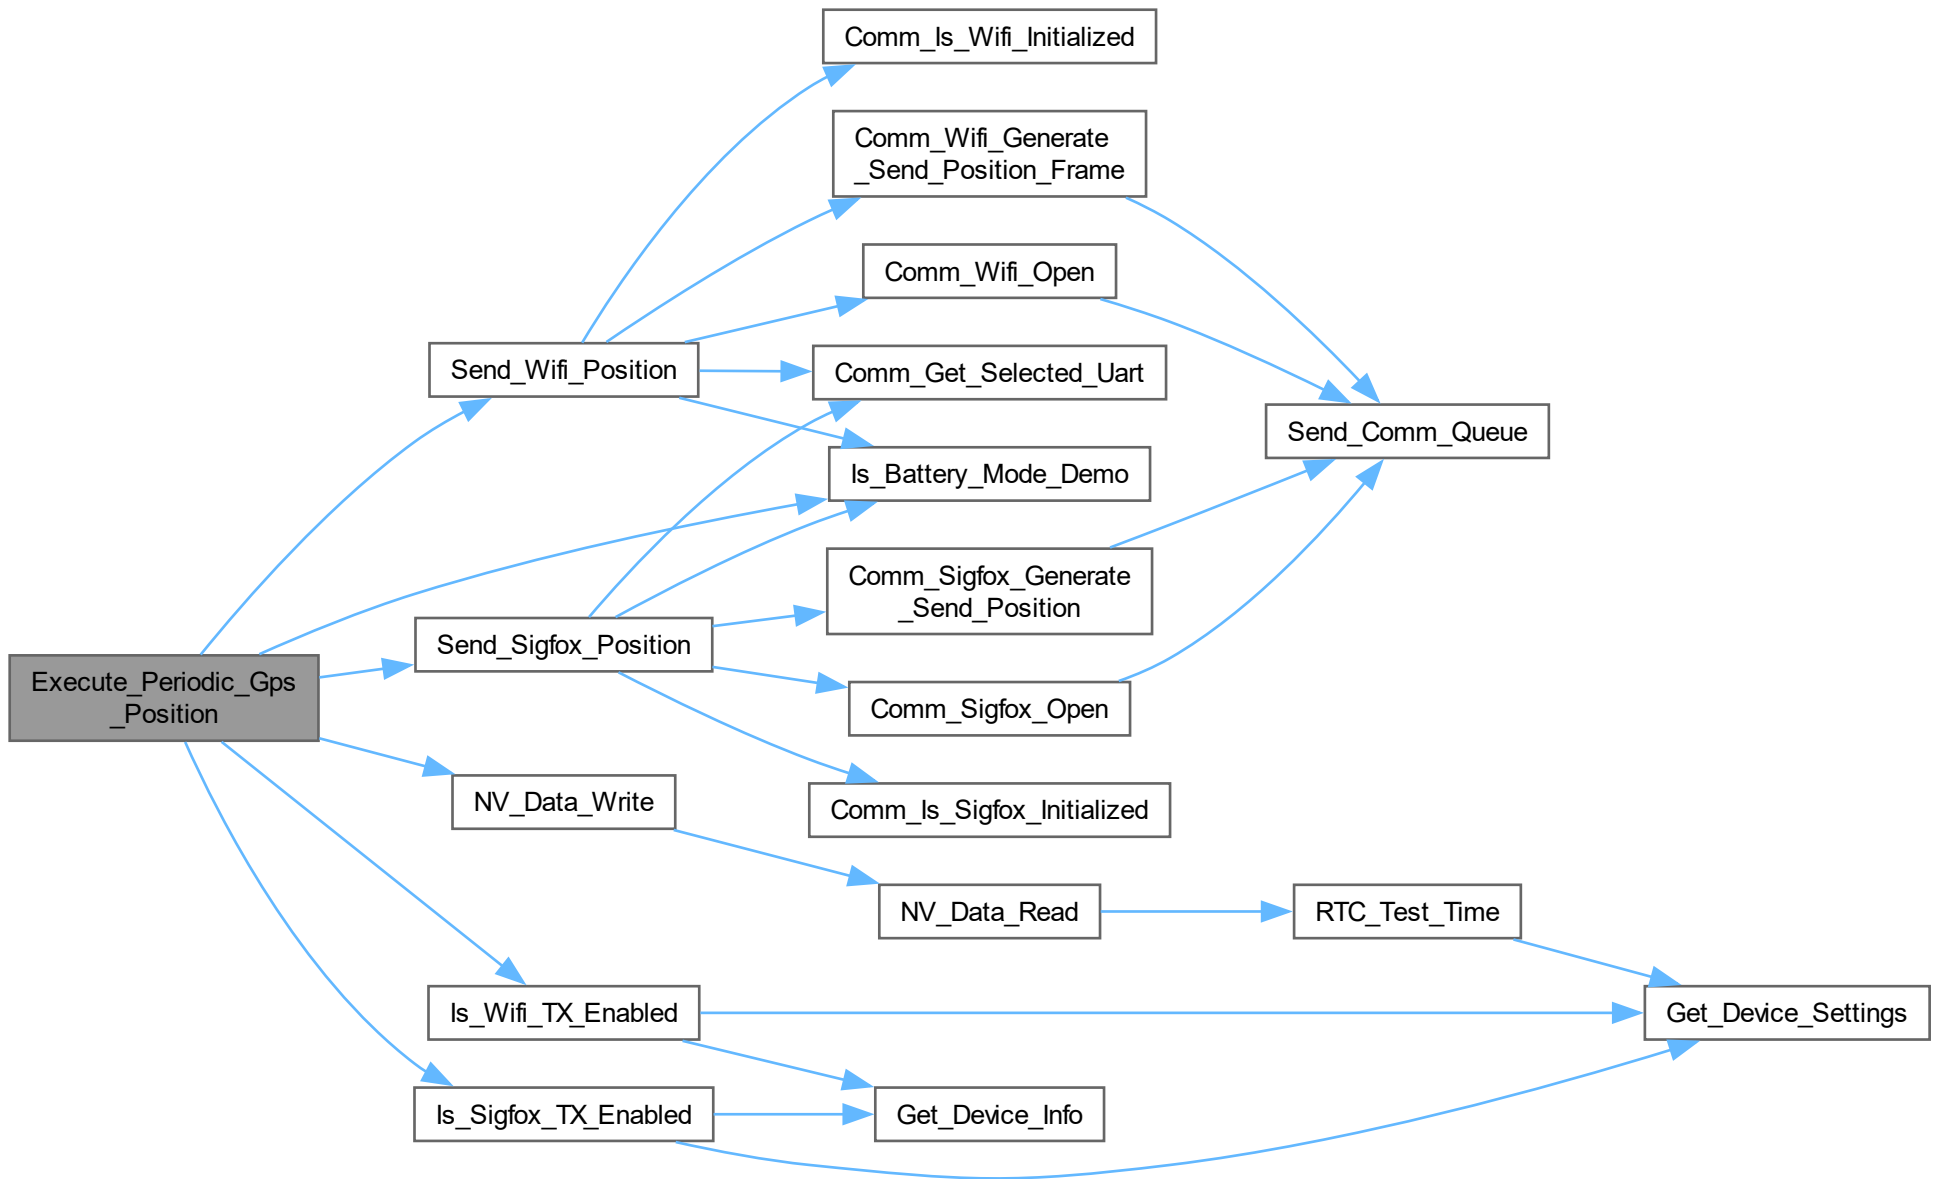 Comm_Is_Wifi_Initialized
Comm_Wifi_Generate
_Send_Position_Frame
Comm_Wifi_Open
Send_Wifi_Position
Comm_Get_Selected_Uart
Send_Comm_Queue
Is_Battery_Mode_Demo
Comm_Sigfox_Generate
_Send_Position
Send_Sigfox_Position
Execute_Periodic_Gps
_Position
Comm_Sigfox_Open
NV_Data_Write
Comm_Is_Sigfox_Initialized
NV_Data_Read
RTC_Test_Time
Is_Wifi_TX_Enabled
Get_Device_Settings
Is_Sigfox_TX_Enabled
Get_Device_Info